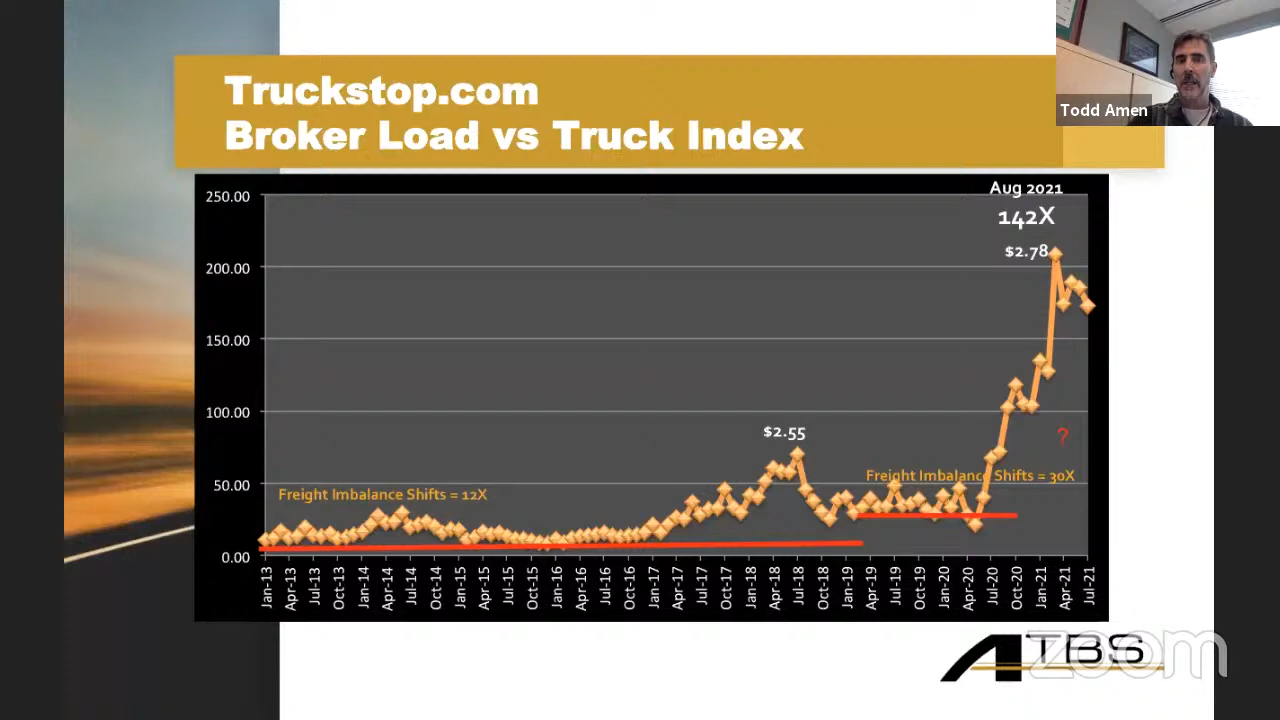 Truckstop.com
Broker Load vs Truck Index
Todd Amen
Aug 2021
142X
$2.78
$2.55
?
Freight Imbalance Shifts = 30X
Freight Imbalance Shifts = 12X
250.00
200.00
150.00
100.00
50.00
0.00
Jan-13 Apr-13 Jul-13 Oct-13 Jan-14 Apr-14 Jul-14 Oct-14 Jan-15 Apr-15 Jul-15 Oct-15 Jan-16 Apr-16 Jul-16 Oct-16 Jan-17 Apr-17 Jul-17 Oct-17 Jan-18 Apr-18 Jul-18 Oct-18 Jan-19 Apr-19 Jul-19 Oct-19 Jan-20 Apr-20 Jul-20 Oct-20 Jan-21 Apr-21 Jul-21
ATBS
zoom